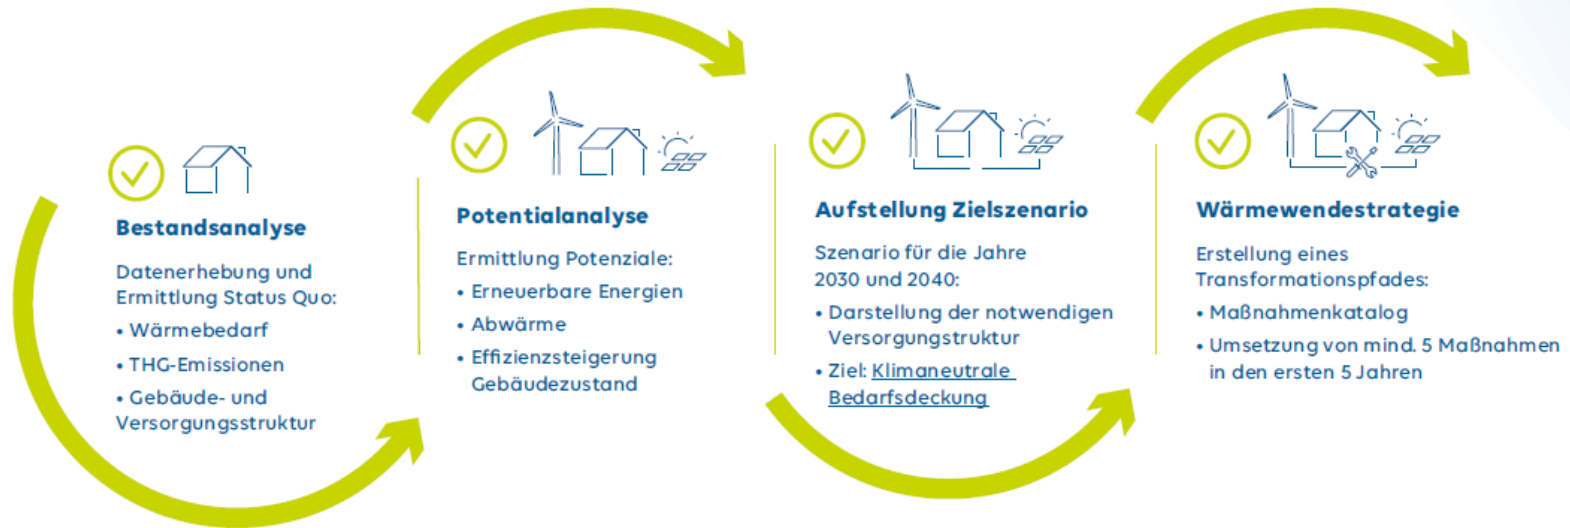 Bestandsanalyse
Datenerhebung und
Ermittlung Status Quo:
• Wärmebedarf
• THG-Emissionen
• Gebäude- und
Versorgungsstruktur
Potentialanalyse
Ermittlung Potenziale:
• Erneuerbare Energien
• Abwärme
• Effizienzsteigerung
Gebäudezustand
Aufstellung Zielszenario
Szenario für die Jahre
2030 und 2040:
• Darstellung der notwendigen
Versorgungstruktur
• Ziel: Klimaneutrale
Bedarfsdeckung
Wärmewendestrategie
Erstellung eines
Transformationspfades:
• Maßnahmenkatalog
• Umsetzung von mind. 5 Maßnahmen
in den ersten 5 Jahren